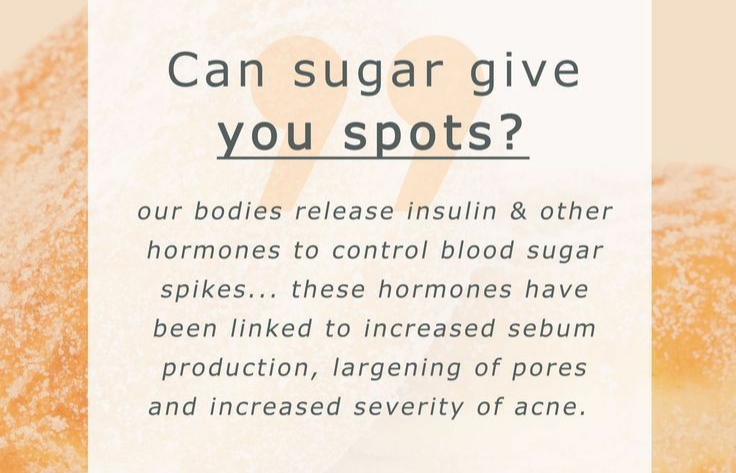 Can sugar give
you spots?
our bodies release insulin & other
hormones to control blood sugar
spikes... these hormones have
been linked to increased sebum
production, largening of pores
and increased severity of acne.